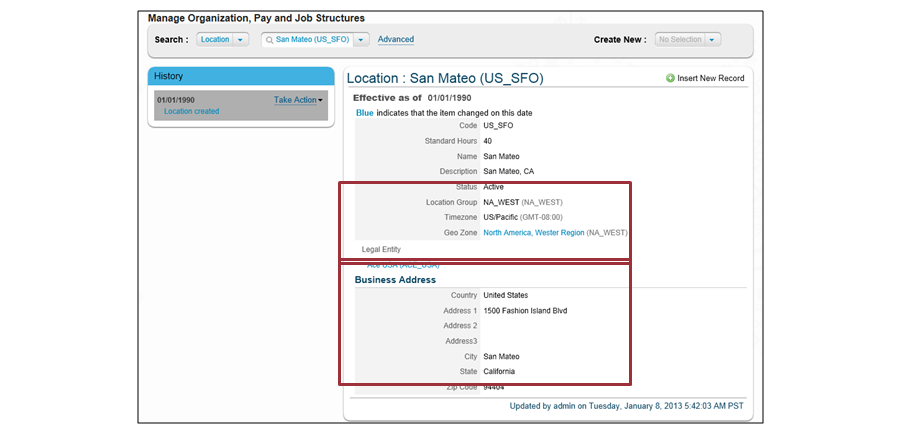 Manage Organization, Pay and Job Structures
Search : Location San Mateo (US_SFO) Advanced Create New : No Selection
History
01/01/1990 Take Action
Location created
Location : San Mateo (US_SFO) Insert New Record
Effective as of 01/01/1990
Blue indicates that the item changed on this date
Code US_SFO
Standard Hours 40
Name San Mateo
Description San Mateo, CA
Status Active
Location Group NA_WEST (NA_WEST)
Timezone US/Pacific (GMT-08:00)
Geo Zone North America, Wester Region (NA_WEST)
Legal Entity
USA (ACE_USA)
Business Address
Country United States
Address 1 1500 Fashion Island Blvd
Address 2
Address3
City San Mateo
State California
Zip Code 94404
Updated by admin on Tuesday, January 8, 2013 5:42:03 AM PST